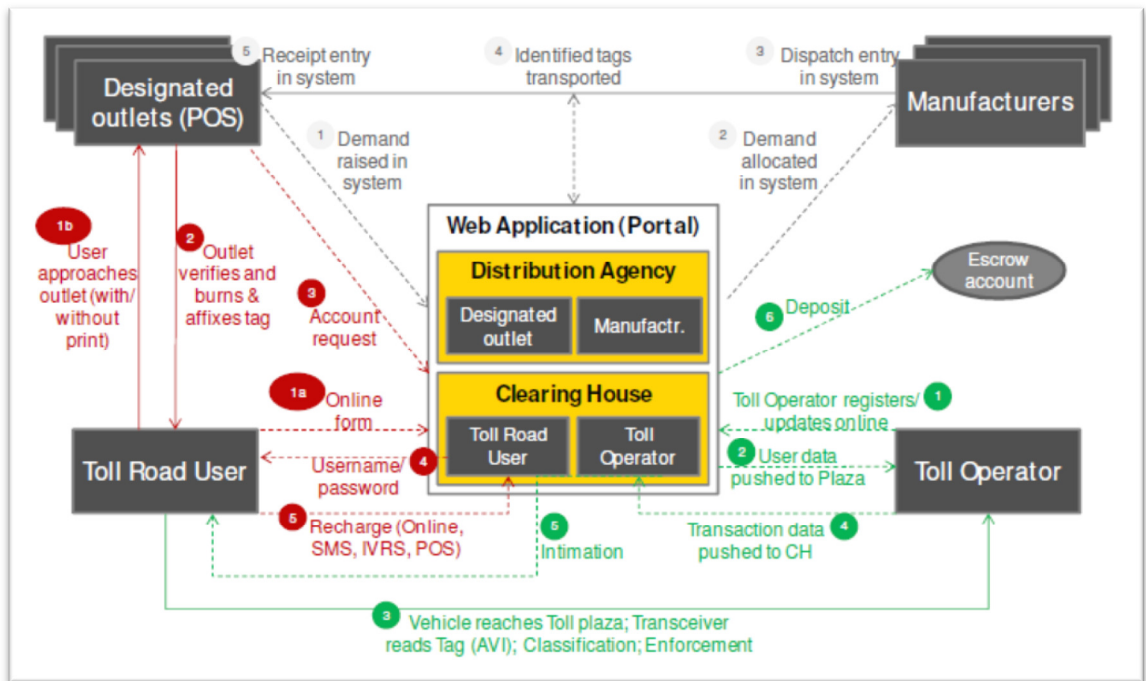 5 Receipt entry
in system
4 Identified tags
transported
3 Dispatch entry
in system
Designated
outlets (POS)
Manufacturers
1 Demand
raised in
system
2 Demand
allocated
in system
1b
User
approaches
outlet (with/
without
print)
2 Outlet
verifies and
burns &
affixes tag
3 Account
request
Web Application (Portal)
Distribution Agency
Designated
outlet
Manufactr.
Escrow
account
6 Deposit
Clearing House
Toll Road
User
Toll
Operator
1a Online
form
Toll Operator registers/ 1
updates online
Toll Road User
Username/ 4
password
2 User data
pushed to Plaza
Toll Operator
5 Recharge (Online,
SMS, IVRS, POS)
5 Intimation
Transaction data 4
pushed to CH
3 Vehicle reaches Toll plaza; Transceiver
reads Tag (AVI); Classification; Enforcement